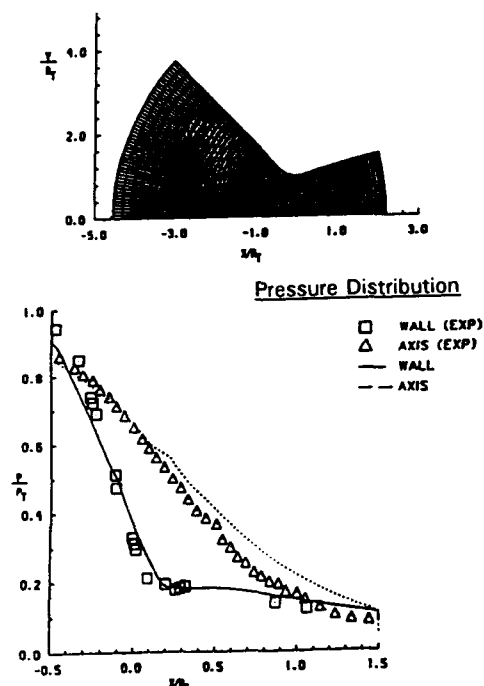 4.0
Y
R_T
2.0
0.0
-5.0 -3.0 -1.0 1.0 3.0
X/R_T
Pressure Distribution
WALL (EXP)
AXIS (EXP)
WALL
AXIS
1.0
0.8
0.6
P
P_T
0.4
0.2
0.0
-0.5 0.0 0.5 1.0 1.5